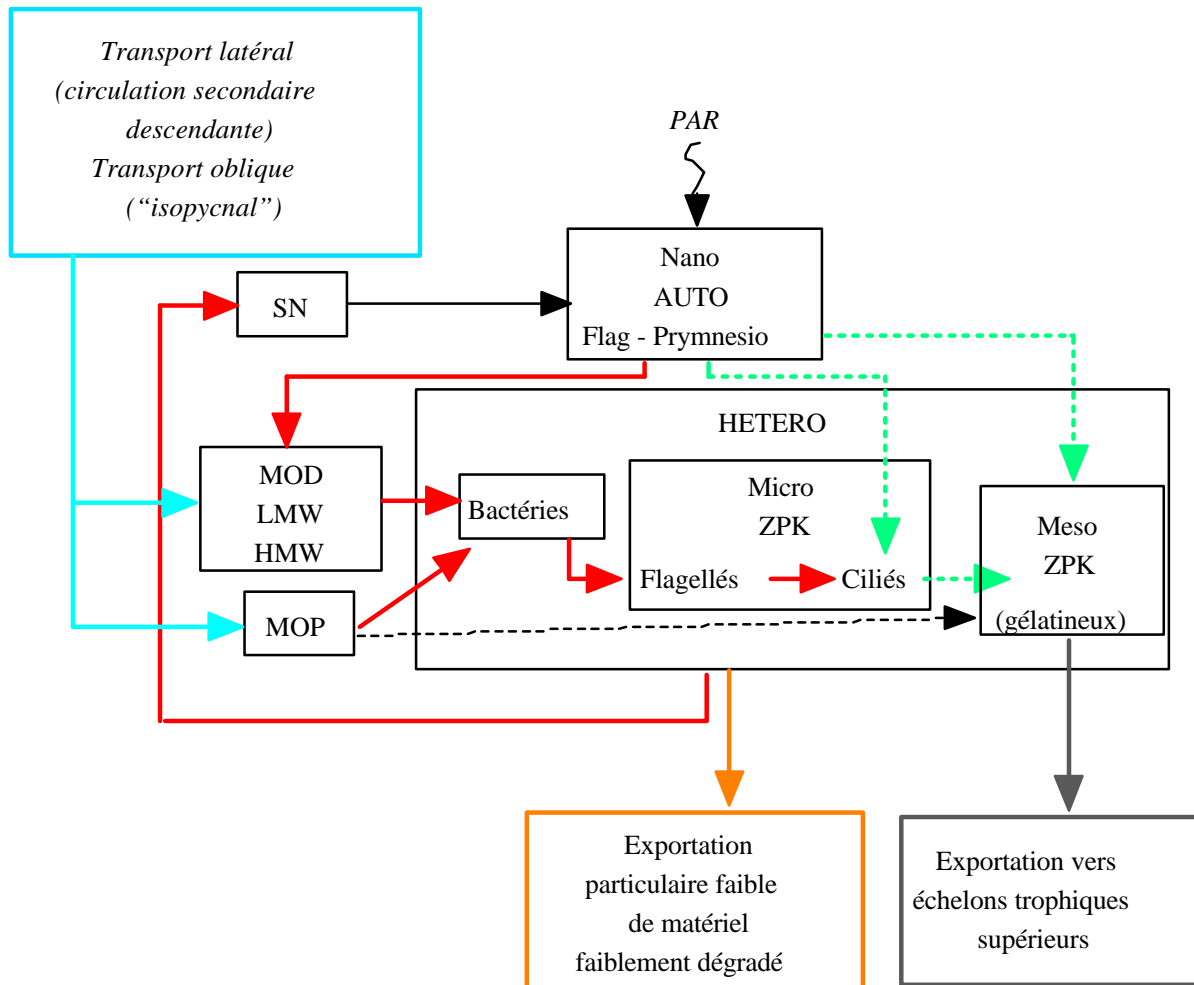 Transport latéral
(circulation secondaire
descendante)
Transport oblique
(“isopycnal”)
PAR
Nano
AUTO
Flag - Prymnesio
SN
HETERO
MOD
LMW
HMW
Bactéries
Micro
ZPK
Flagellés
Ciliés
Meso
ZPK
(gélatineux)
MOP
Exportation
particulaire faible
de matériel
faiblement dégradé
Exportation vers
échelons trophiques
supérieurs